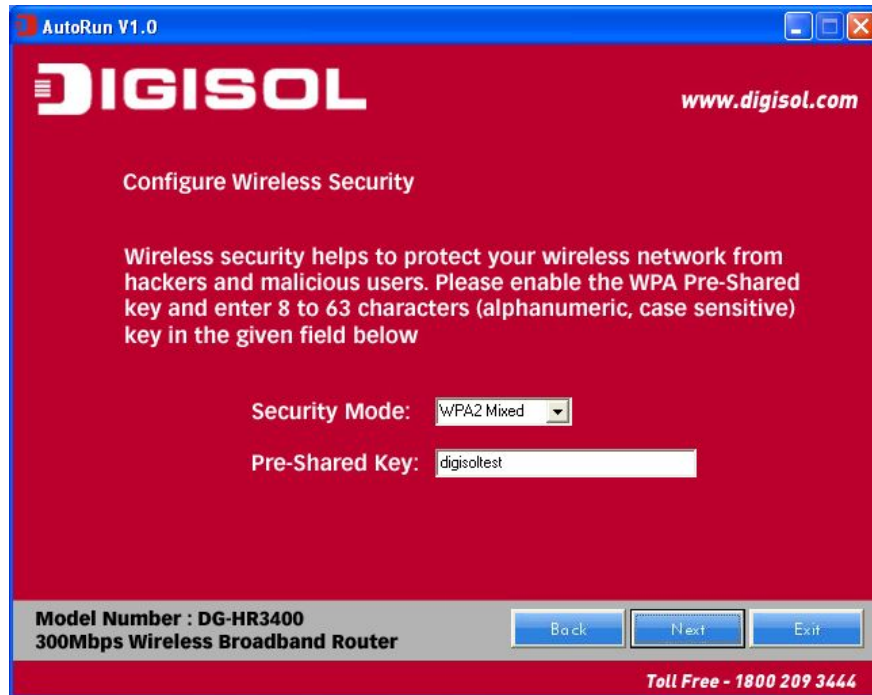 AutoRun V1.0
DIGISOL
www.digisol.com
Configure Wireless Security
Wireless security helps to protect your wireless network from
hackers and malicious users. Please enable the WPA Pre-Shared
key and enter 8 to 63 characters (alphanumeric, case sensitive)
key in the given field below
Security Mode: WPA2 Mixed
Pre-Shared Key: digisoltest
Model Number : DG-HR3400
300Mbps Wireless Broadband Router
Back Next Exit
Toll Free - 1800 209 3444